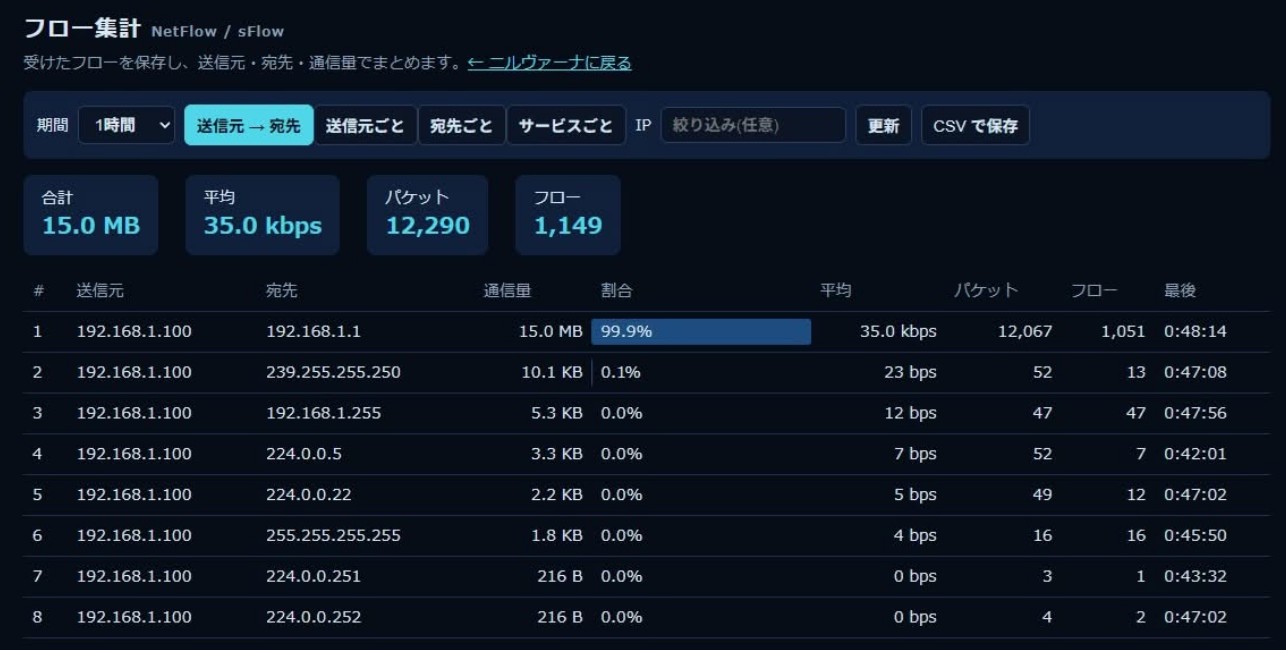 フロー集計 NetFlow / sFlow
受けたフローを保存し、送信元・宛先・通信量でまとめます。← ニルヴァーナに戻る
期間 1時間 送信元 → 宛先 送信元ごと 宛先ごと サービスごと IP 絞り込み(任意) 更新 CSV で保存
合計 平均 パケット フロー
15.0 MB 35.0 kbps 12,290 1,149
# 送信元 宛先 通信量 割合 平均 パケット フロー 最後
1 192.168.1.100 192.168.1.1 15.0 MB 99.9% 35.0 kbps 12,067 1,051 0:48:14
2 192.168.1.100 239.255.255.250 10.1 KB 0.1% 23 bps 52 13 0:47:08
3 192.168.1.100 192.168.1.255 5.3 KB 0.0% 12 bps 47 47 0:47:56
4 192.168.1.100 224.0.0.5 3.3 KB 0.0% 7 bps 52 7 0:42:01
5 192.168.1.100 224.0.0.22 2.2 KB 0.0% 5 bps 49 12 0:47:02
6 192.168.1.100 255.255.255.255 1.8 KB 0.0% 4 bps 16 16 0:45:50
7 192.168.1.100 224.0.0.251 216 B 0.0% 0 bps 3 1 0:43:32
8 192.168.1.100 224.0.0.252 216 B 0.0% 0 bps 4 2 0:47:02